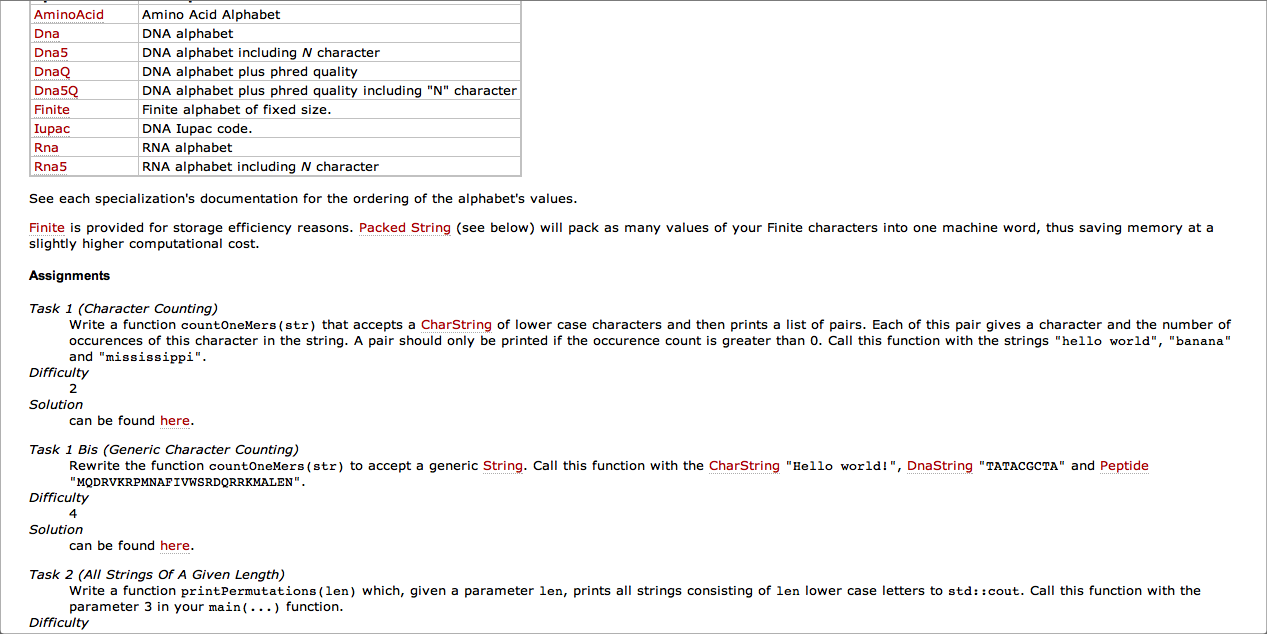 AminoAcid Amino Acid Alphabet
Dna DNA alphabet
Dna5 DNA alphabet including N character
DnaQ DNA alphabet plus phred quality
Dna5Q DNA alphabet plus phred quality including "N" character
Finite Finite alphabet of fixed size.
Iupac DNA Iupac code.
Rna RNA alphabet
Rna5 RNA alphabet including N character
See each specialization's documentation for the ordering of the alphabet's values.
Finite is provided for storage efficiency reasons. Packed String (see below) will pack as many values of your Finite characters into one machine word, thus saving memory at a
slightly higher computational cost.
Assignments
Task 1 (Character Counting)
Write a function countOneMers(str) that accepts a CharString of lower case characters and then prints a list of pairs. Each of this pair gives a character and the number of
occurences of this character in the string. A pair should only be printed if the occurence count is greater than 0. Call this function with the strings "hello world", "banana"
and "mississippi".
Difficulty
2
Solution
can be found here.
Task 1 Bis (Generic Character Counting)
Rewrite the function countOneMers(str) to accept a generic String. Call this function with the CharString "Hello world!", DnaString "TATACGCTA" and Peptide
"MQDRVKRPMNAFIVWSRDQRRKMALEN".
Difficulty
4
Solution
can be found here.
Task 2 (All Strings Of A Given Length)
Write a function printPermutations(len) which, given a parameter len, prints all strings consisting of len lower case letters to std::cout. Call this function with the
parameter 3 in your main(...) function.
Difficulty